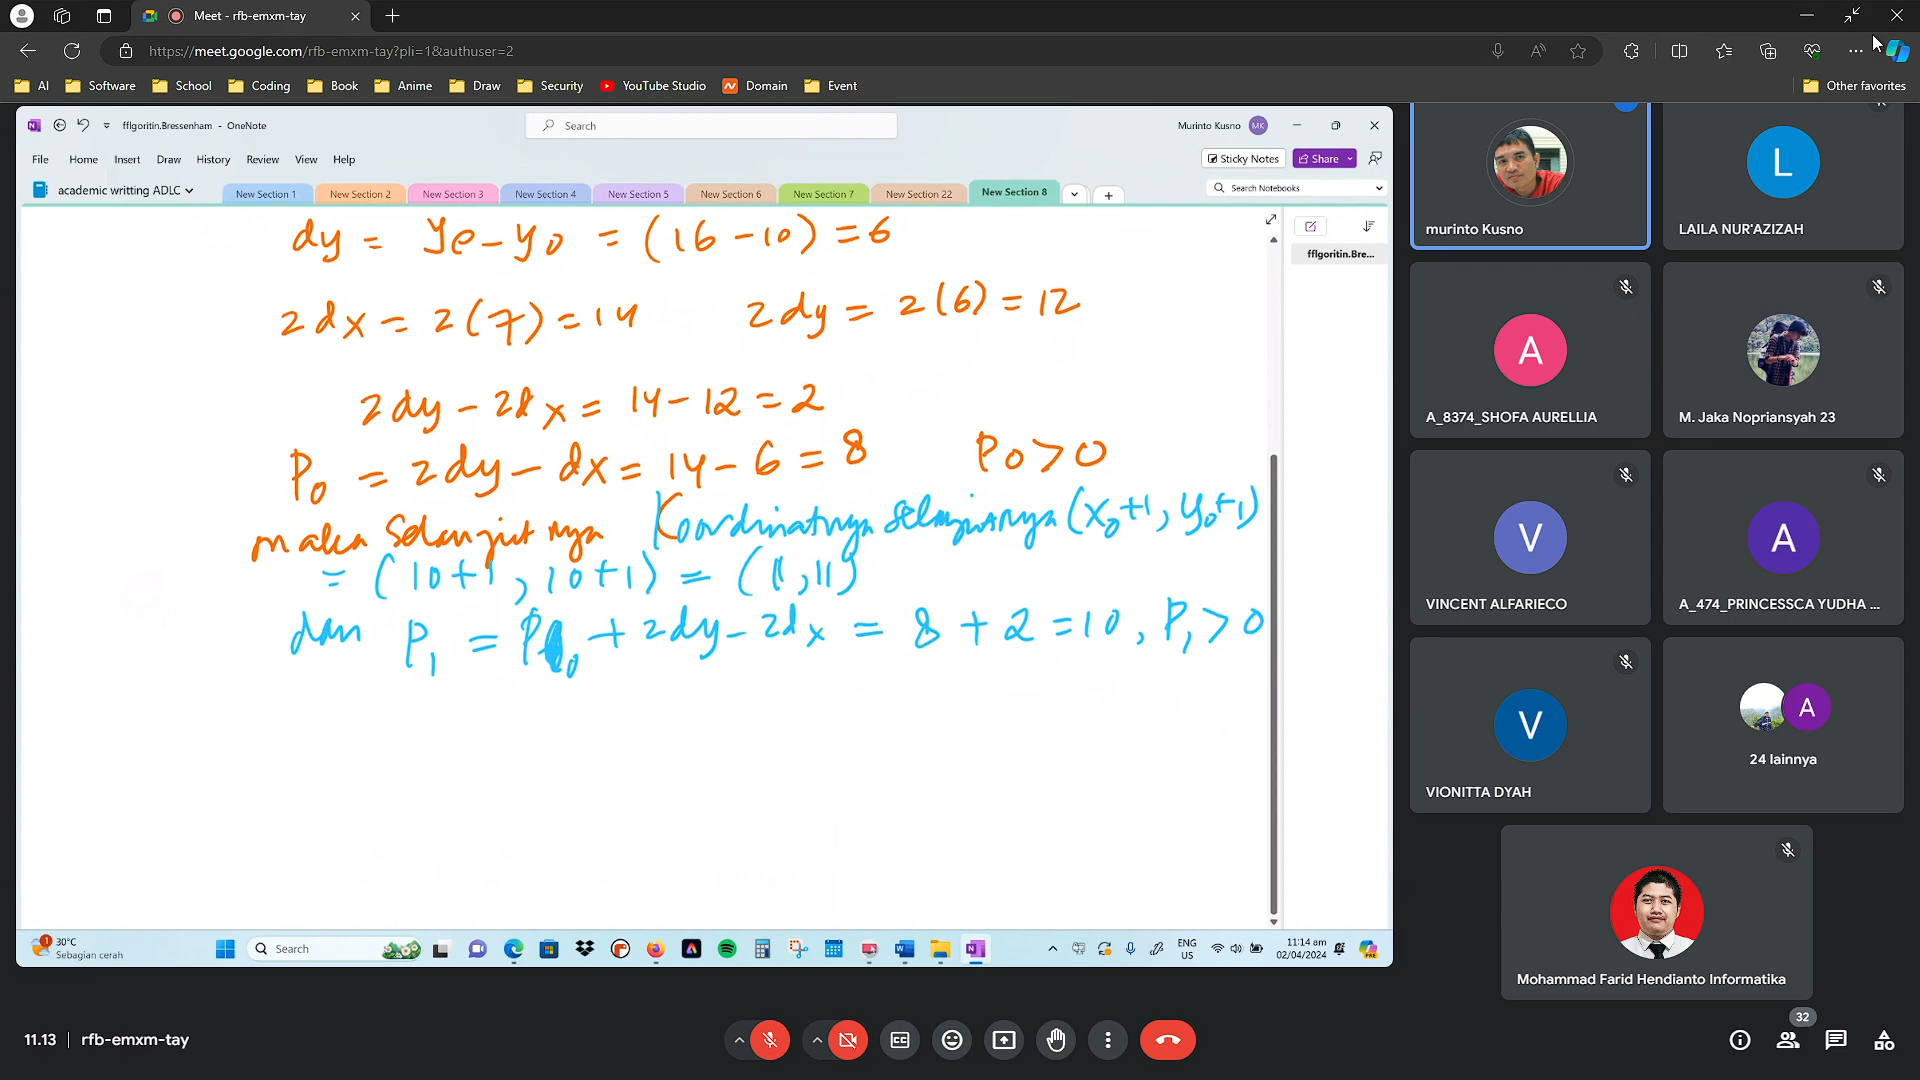 Meet - rfb-emxm-tay
https://meet.google.com/rfb-emxm-tay?pli=1&authuser=2
AI Software School Coding Book Anime Draw Security YouTube Studio Domain Event Other favorites
fflgoritin.Bressenham - OneNote
Search
Murinto Kusno MK
File Home Insert Draw History Review View Help
Sticky Notes Share
academic writting ADLC
New Section 1 New Section 2 New Section 3 New Section 4 New Section 5 New Section 6 New Section 7 New Section 22 New Section 8
Search Notebooks
fflgoritin.Bre...
dy = ye - y0 = (16 - 10) = 6
2dx = 2(7) = 14 2dy = 2(6) = 12
2dy - 2dx = 14 - 12 = 2
P0 = 2dy - dx = 14 - 6 = 8 P0 > 0
maka Selanjutnya Koordinatnya selanjutnya (x0+1, y0+1)
= (10+1, 10+1) = (11,11)
dan P1 = P0 + 2dy - 2dx = 8 + 2 = 10, P1 > 0
1
30°C
Sebagian cerah
Search
ENG
US
11:14 am
02/04/2024
murinto Kusno
L
LAILA NUR'AZIZAH
A
A_8374_SHOFA AURELLIA
M. Jaka Nopriansyah 23
V
VINCENT ALFARIECO
A
A_474_PRINCESSCA YUDHA ...
V
VIONITTA DYAH
A
24 lainnya
Mohammad Farid Hendianto Informatika
11.13 rfb-emxm-tay
32